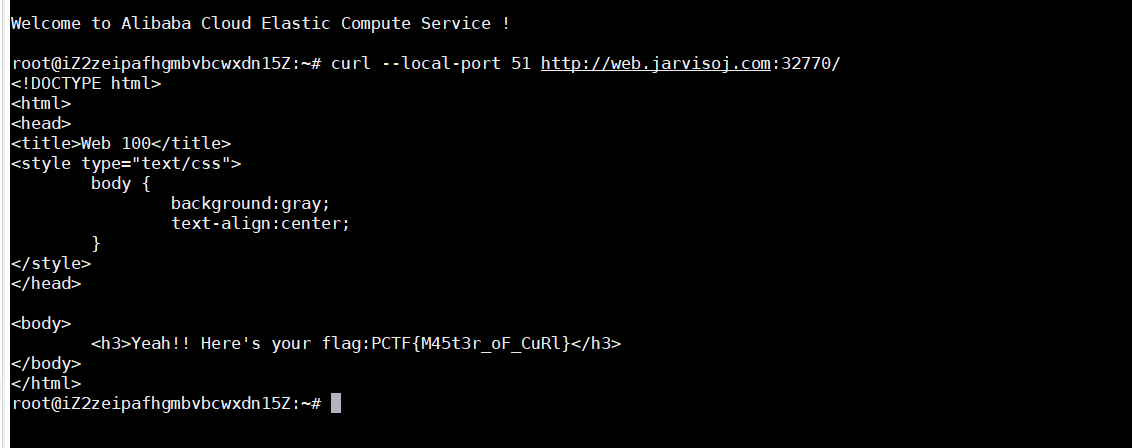 Welcome to Alibaba Cloud Elastic Compute Service !
root@iZ2zeipafhgmbvbcwxdn15Z:~# curl --local-port 51 http://web.jarvisoj.com:32770/
<!DOCTYPE html>
<html>
<head>
<title>Web 100</title>
<style type="text/css">
        body {
                background:gray;
                text-align:center;
        }
</style>
</head>
<body>
        <h3>Yeah!! Here's your flag:PCTF{M45t3r_oF_CuRl}</h3>
</body>
</html>
root@iZ2zeipafhgmbvbcwxdn15Z:~#